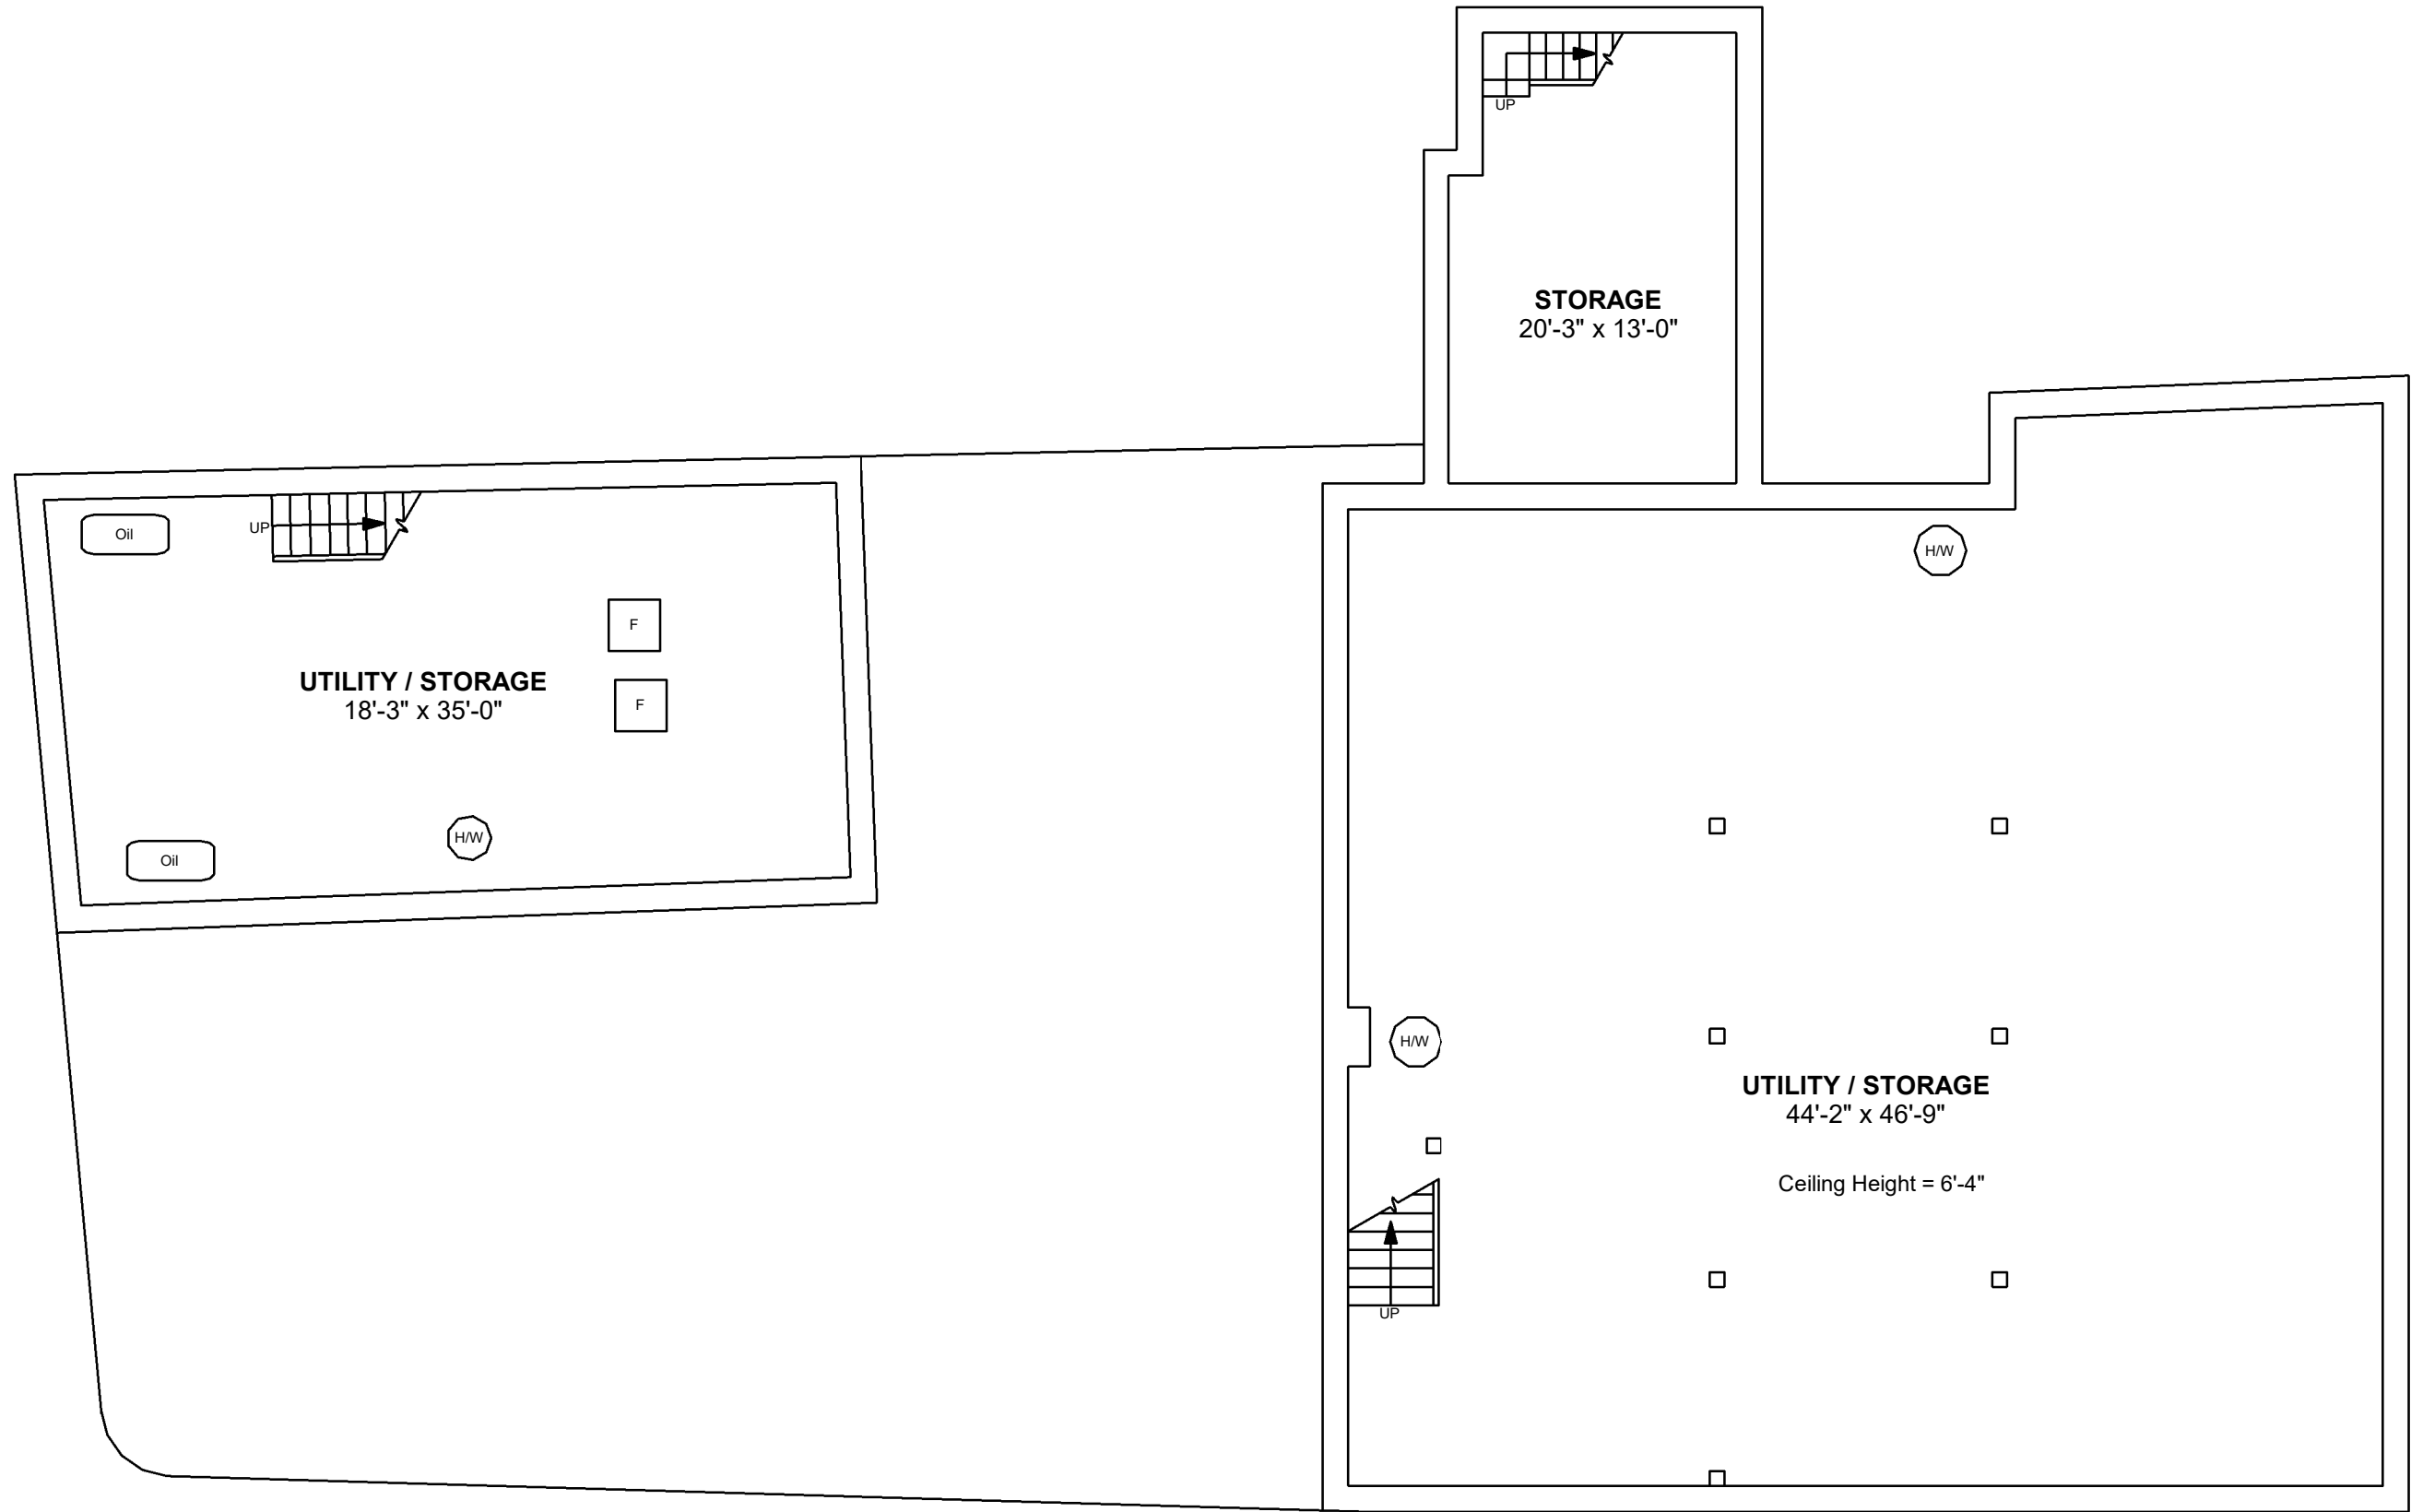 UP
STORAGE
20'-3" x 13'-0"
Oil
UP
H/W
F
UTILITY / STORAGE
18'-3" x 35'-0"
F
H/W
Oil
H/W
UTILITY / STORAGE
44'-2" x 46'-9"
Ceiling Height = 6'-4"
UP